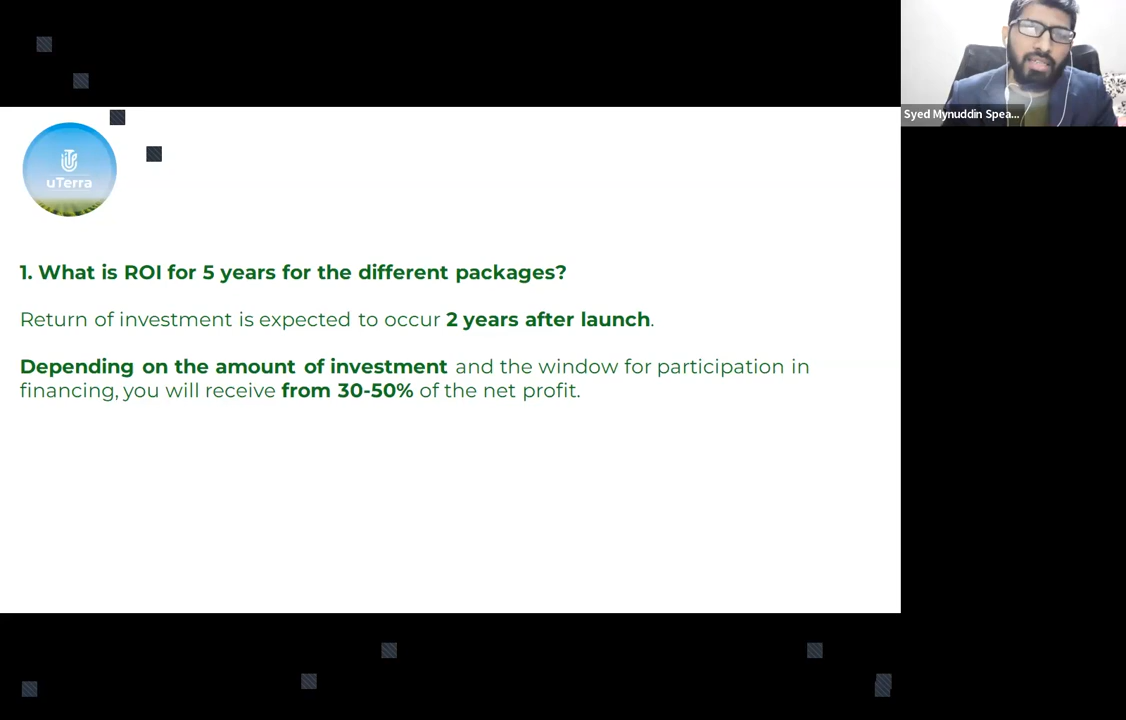 Syed Mynuddin Spea...
uTerra
1. What is ROI for 5 years for the different packages?
Return of investment is expected to occur 2 years after launch.
Depending on the amount of investment and the window for participation in
financing, you will receive from 30-50% of the net profit.